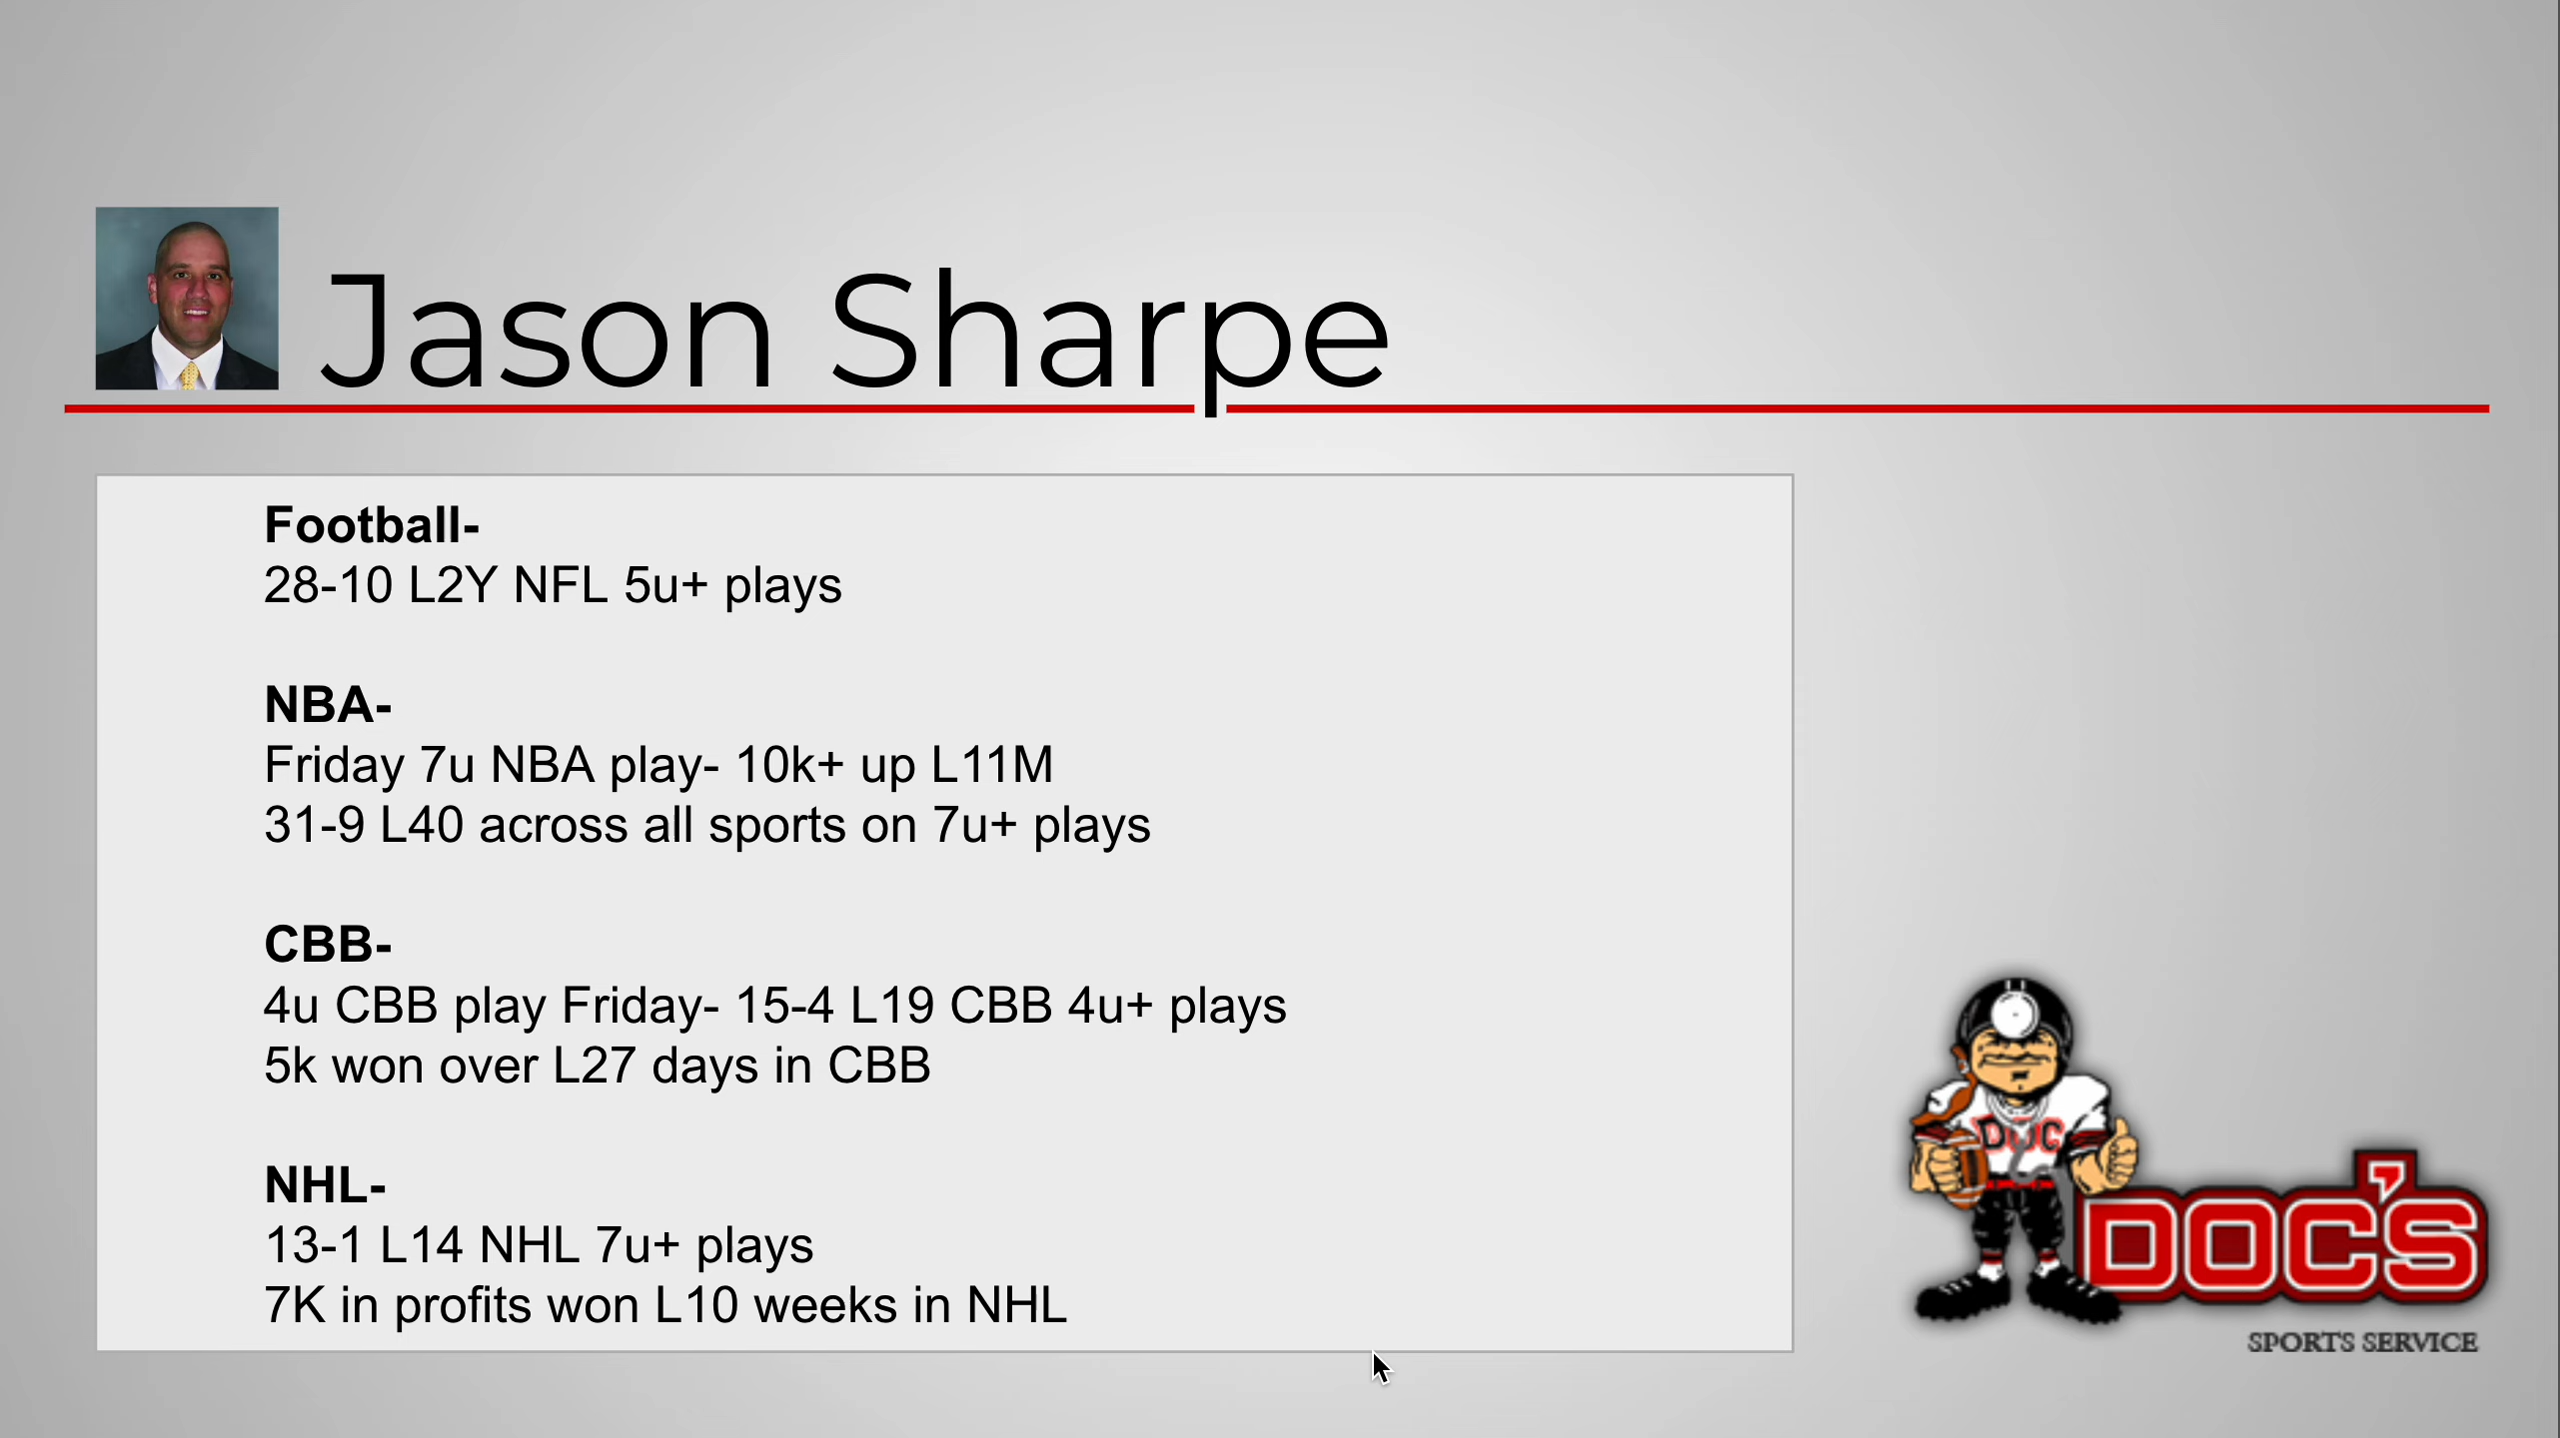 Jason Sharpe
Football-
28-10 L2Y NFL 5u+ plays
NBA-
Friday 7u NBA play- 10k+ up L11M
31-9 L40 across all sports on 7u+ plays
CBB-
4u CBB play Friday- 15-4 L19 CBB 4u+ plays
5k won over L27 days in CBB
NHL-
13-1 L14 NHL 7u+ plays
7K in profits won L10 weeks in NHL
DOC
DOC'S
SPORTS SERVICE